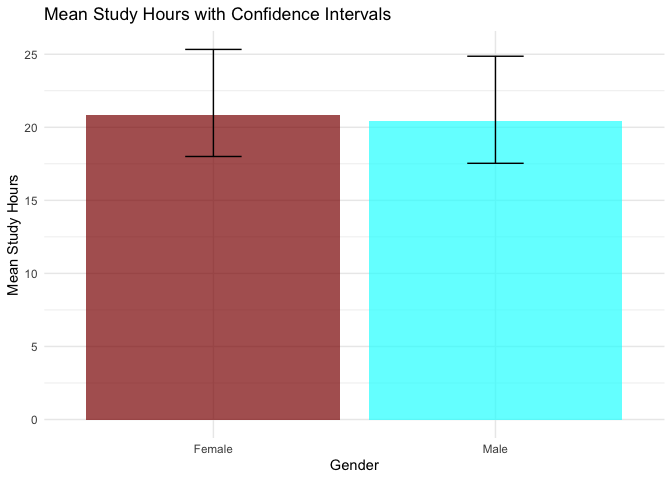 Mean Study Hours with Confidence Intervals
25
20
15
10
5
0
Mean Study Hours
Female
Male
Gender